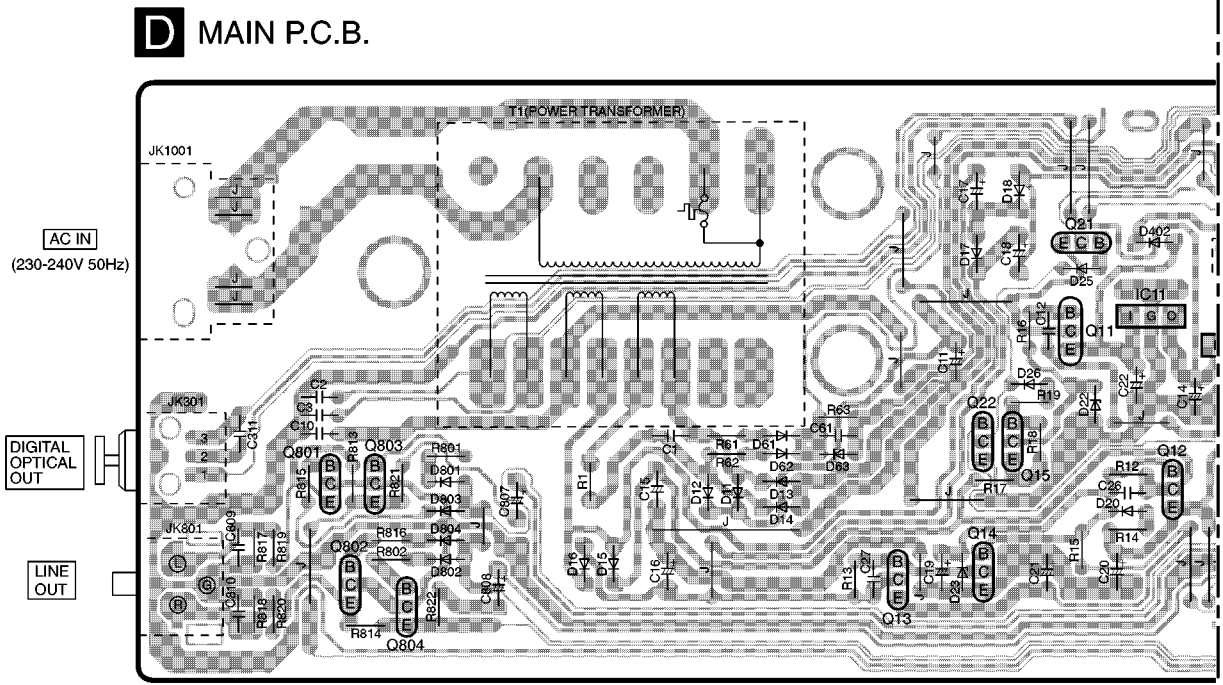 D MAIN P.C.B.
T1(POWER TRANSFORMER)
JK1001
AC IN
(230-240V 50Hz)
J
J
J
J
J
J
J
J
C17
D18
D17
C18
Q21
E C B
D402
D25
IC11
I G O
C12
R16
B
C
E
Q11
J
J
C11
D26
R19
D22
C22
C14
J
C2
C3
C10
JK301
3
2
1
C311
DIGITAL
OPTICAL
OUT
Q801
B
C
E
R815
R813
Q803
B
C
E
R821
R801
D801
D803
C807
R1
C15
C1
R61
R62
D61
D62
C61
R63
D63
D12
D11
D13
D14
J
Q22
B
C
E
B
C
E
R18
R17
Q15
J
R12
C26
D20
R14
Q12
B
C
E
JK801
C809
R817
R819
J
Q802
B
C
E
R816
R802
D804
D802
J
C808
D16
D15
C16
J
R13
C27
B
C
E
Q13
C19
D23
Q14
B
C
E
C21
R15
C20
J
J
LINE
OUT
L
G
R
C810
R818
R820
R814
B
C
E
R822
Q804